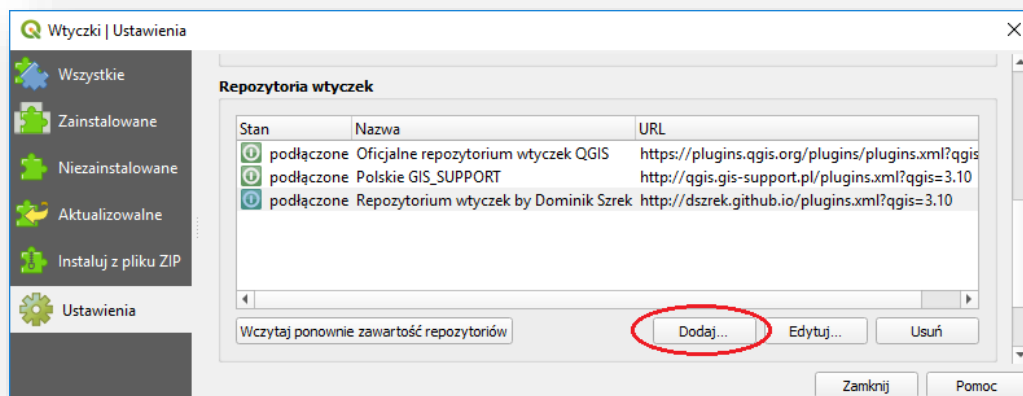 Wtyczki | Ustawienia
Wszystkie
Zainstalowane
Niezainstalowane
Aktualizowalne
Instaluj z pliku ZIP
Ustawienia
Repozytoria wtyczek
Stan Nazwa URL
podłączone Oficjalne repozytorium wtyczek QGIS https://plugins.qgis.org/plugins/plugins.xml?qgis
podłączone Polskie GIS_SUPPORT http://qgis.gis-support.pl/plugins.xml?qgis=3.10
podłączone Repozytorium wtyczek by Dominik Szrek http://dszrek.github.io/plugins.xml?qgis=3.10
Wczytaj ponownie zawartość repozytoriów Dodaj... Edytuj... Usuń
Zamknij Pomoc